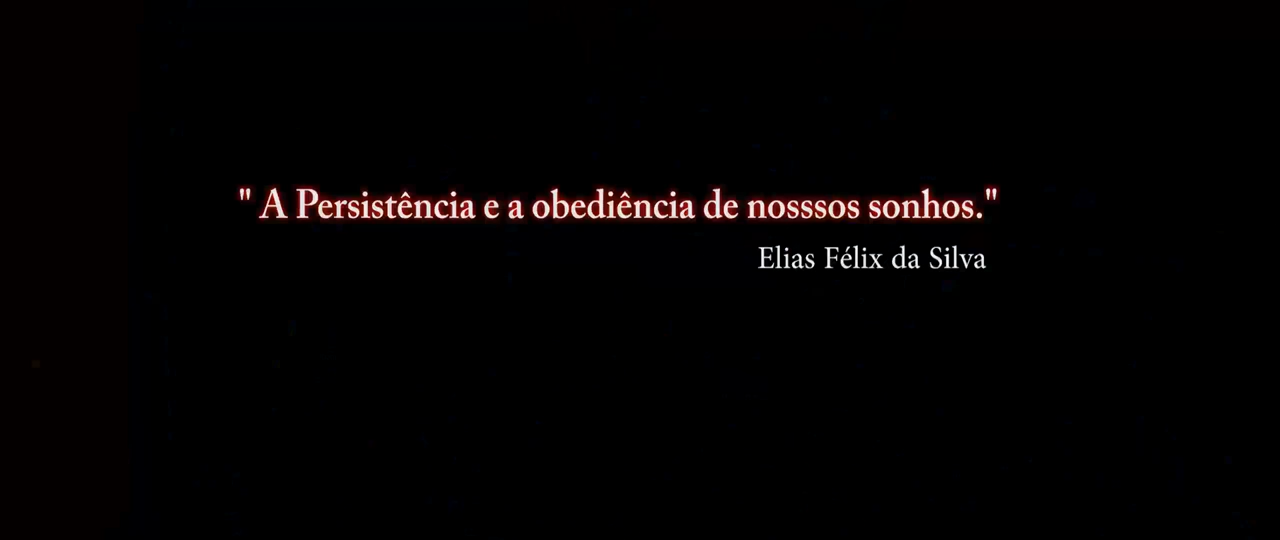 " A Persistência e a obediência de nosssos sonhos."
Elias Félix da Silva